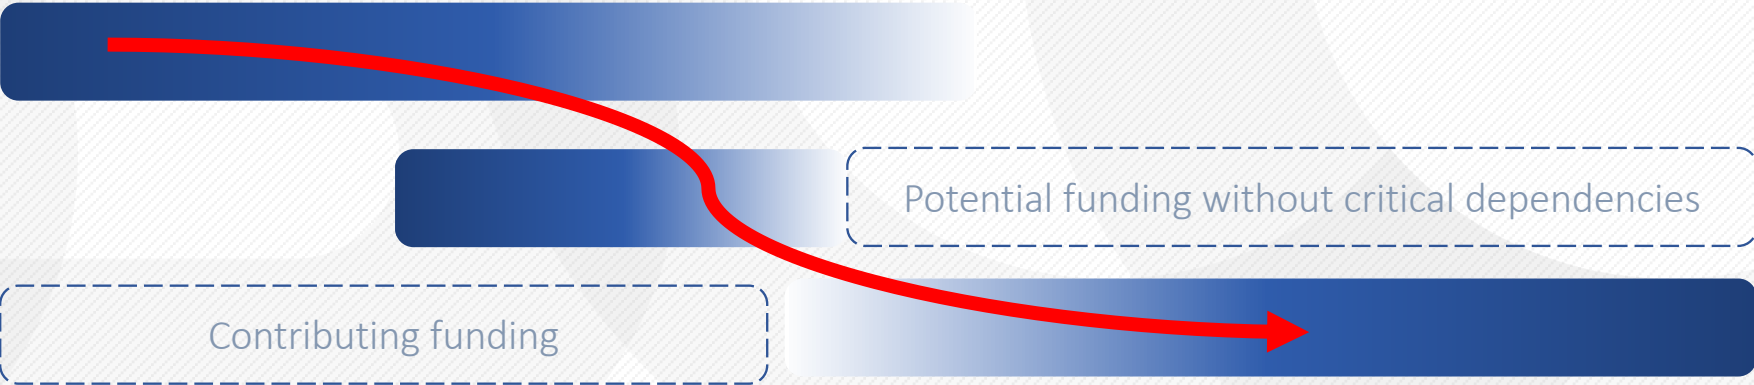 Potential funding without critical dependencies
Contributing funding